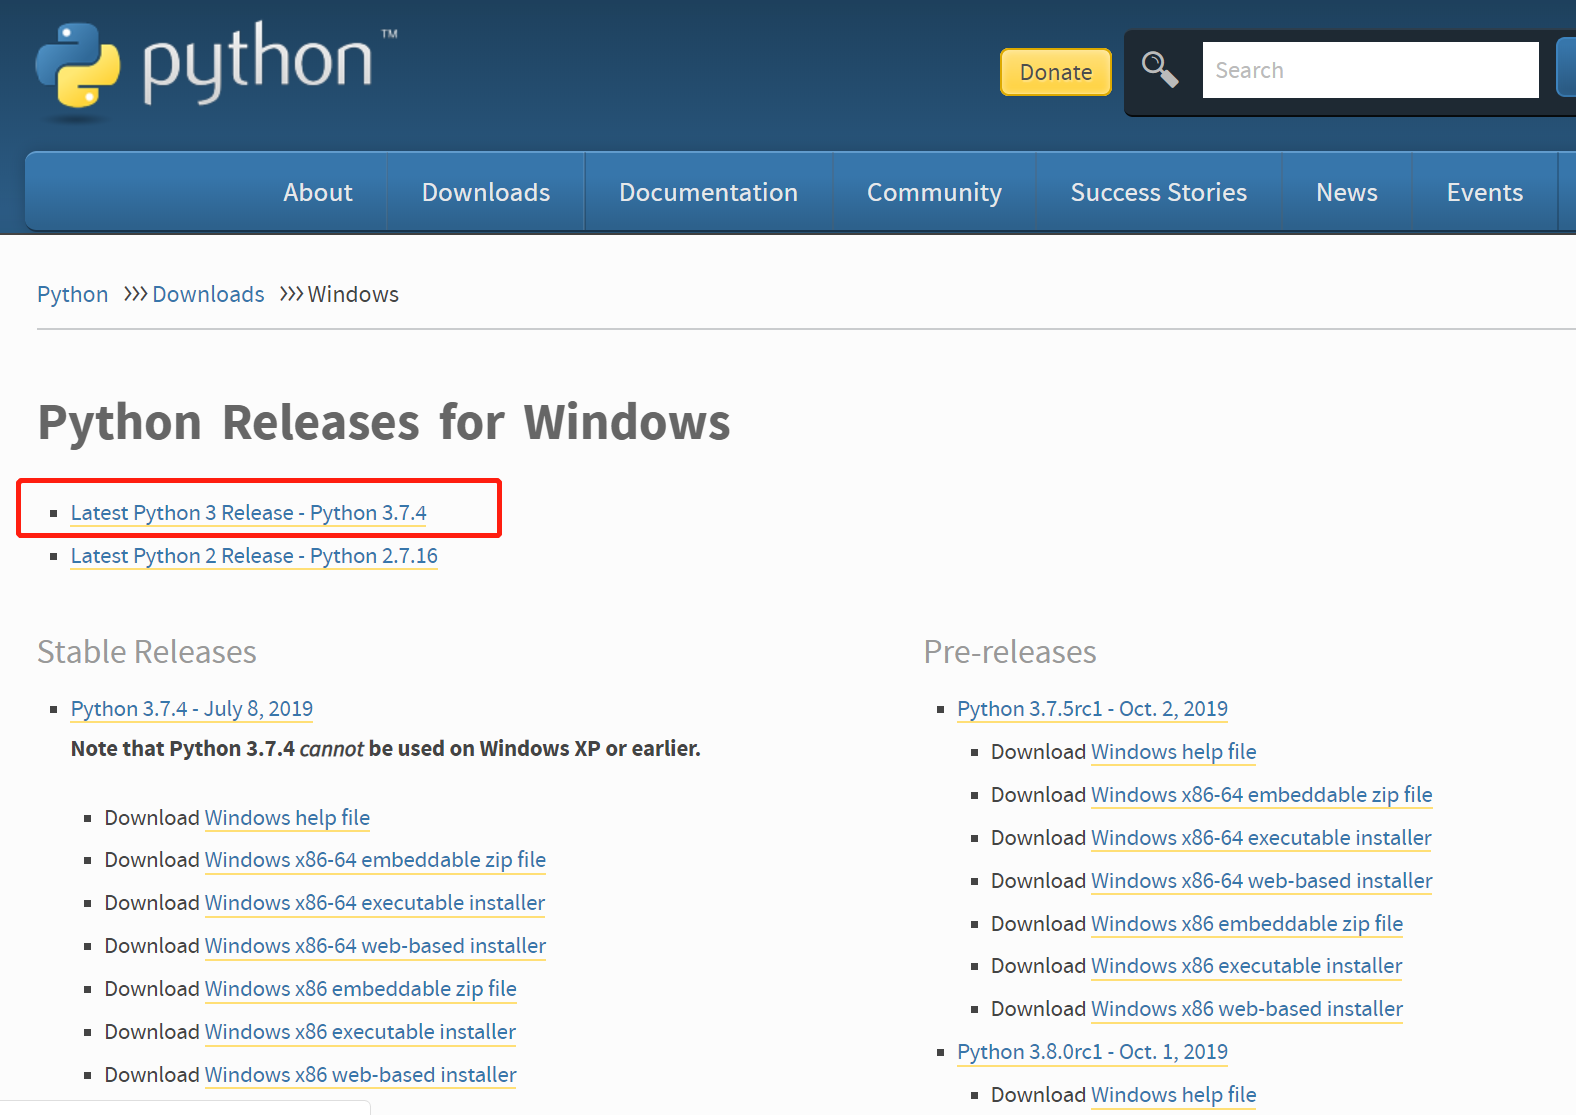 python™
Donate
Search
About Downloads Documentation Community Success Stories News Events
Python >>> Downloads >>> Windows
Python Releases for Windows
Latest Python 3 Release - Python 3.7.4
Latest Python 2 Release - Python 2.7.16
Stable Releases
Python 3.7.4 - July 8, 2019
Note that Python 3.7.4 cannot be used on Windows XP or earlier.
Download Windows help file
Download Windows x86-64 embeddable zip file
Download Windows x86-64 executable installer
Download Windows x86-64 web-based installer
Download Windows x86 embeddable zip file
Download Windows x86 executable installer
Download Windows x86 web-based installer
Pre-releases
Python 3.7.5rc1 - Oct. 2, 2019
Download Windows help file
Download Windows x86-64 embeddable zip file
Download Windows x86-64 executable installer
Download Windows x86-64 web-based installer
Download Windows x86 embeddable zip file
Download Windows x86 executable installer
Download Windows x86 web-based installer
Python 3.8.0rc1 - Oct. 1, 2019
Download Windows help file